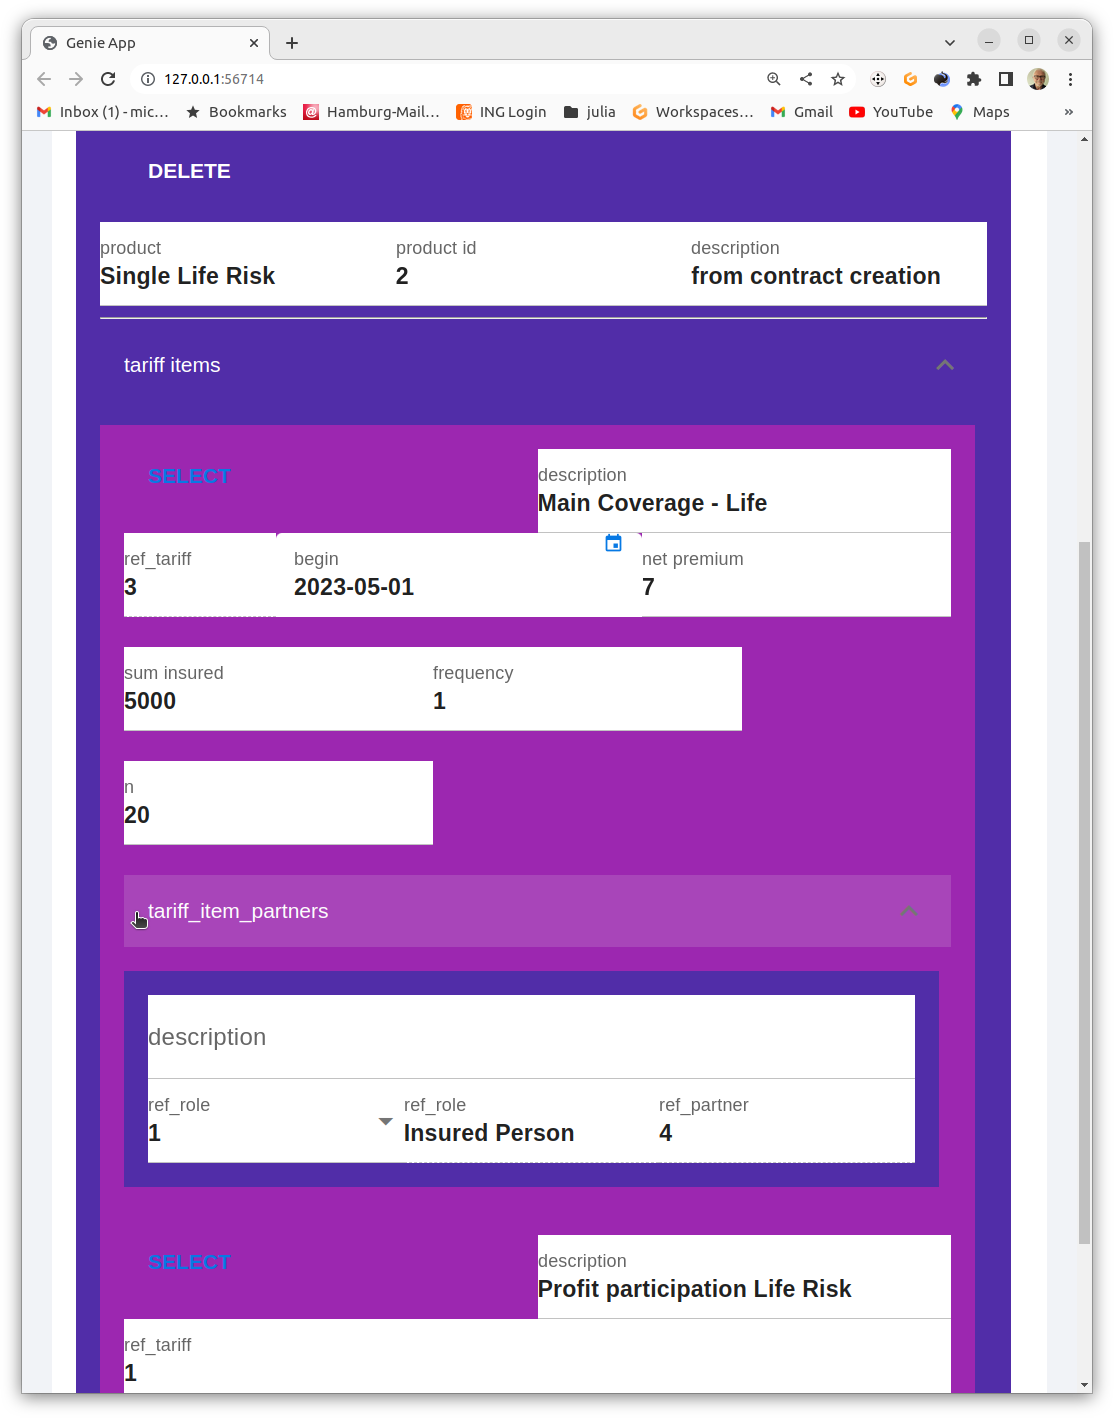 Genie App
127.0.0.1:56714
Inbox (1) - mic... Bookmarks Hamburg-Mail... ING Login julia Workspaces... Gmail YouTube Maps »
DELETE
product product id description
Single Life Risk 2 from contract creation
tariff items
SELECT
description
Main Coverage - Life
ref_tariff begin net premium
3 2023-05-01 7
sum insured frequency
5000 1
n
20
tariff_item_partners
description
ref_role ref_role ref_partner
1 Insured Person 4
SELECT
description
Profit participation Life Risk
ref_tariff
1